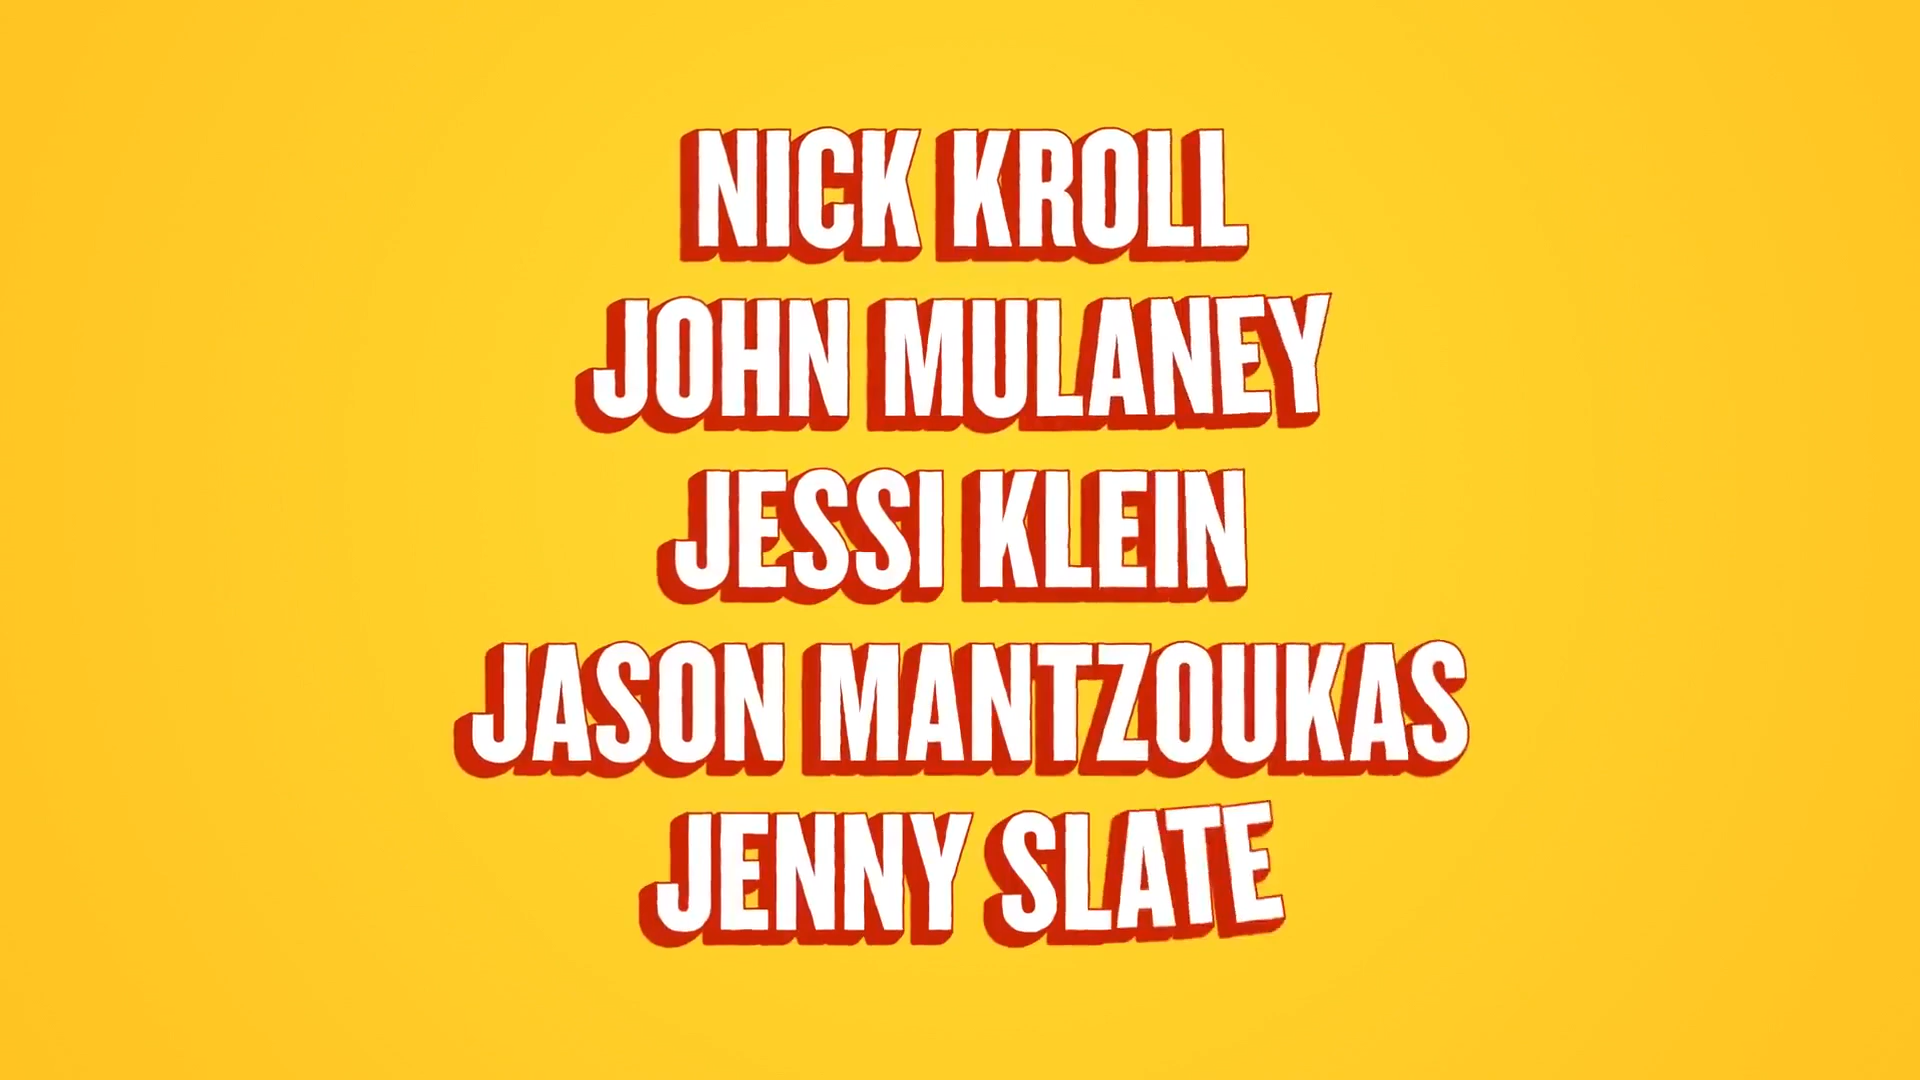 NICK KROLL
JOHN MULANEY
JESSI KLEIN
JASON MANTZOUKAS
JENNY SLATE